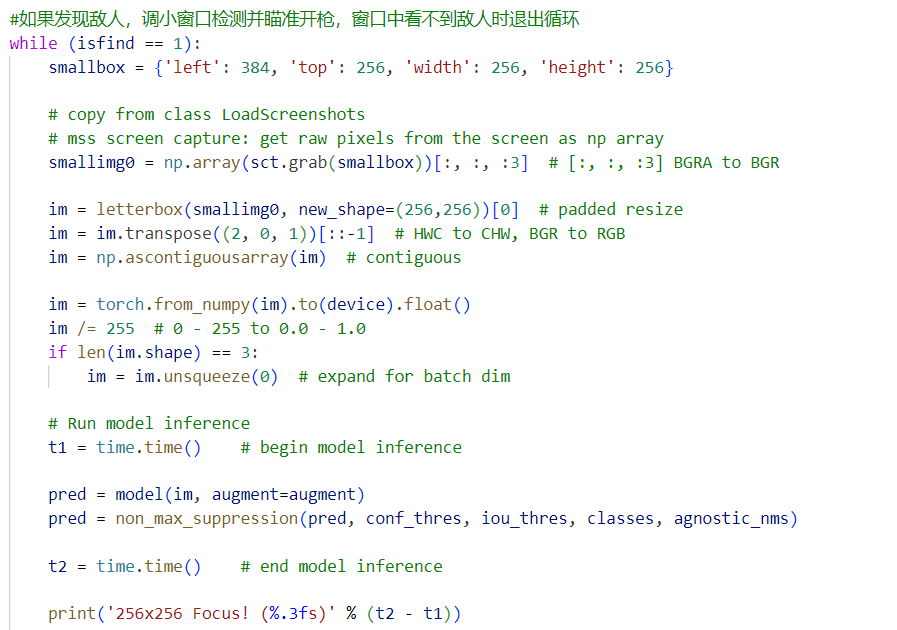 #如果发现敌人，调小窗口检测并瞄准开枪，窗口中看不到敌人时退出循环
while (isfind == 1):
    smallbox = {'left': 384, 'top': 256, 'width': 256, 'height': 256}
    # copy from class LoadScreenshots
    # mss screen capture: get raw pixels from the screen as np array
    smallimg0 = np.array(sct.grab(smallbox))[:, :, :3]  # [:, :, :3] BGRA to BGR
    im = letterbox(smallimg0, new_shape=(256,256))[0]  # padded resize
    im = im.transpose((2, 0, 1))[::-1]  # HWC to CHW, BGR to RGB
    im = np.ascontiguousarray(im)  # contiguous
    im = torch.from_numpy(im).to(device).float()
    im /= 255  # 0 - 255 to 0.0 - 1.0
    if len(im.shape) == 3:
        im = im.unsqueeze(0)  # expand for batch dim
    # Run model inference
    t1 = time.time()    # begin model inference
    pred = model(im, augment=augment)
    pred = non_max_suppression(pred, conf_thres, iou_thres, classes, agnostic_nms)
    t2 = time.time()    # end model inference
    print('256x256 Focus! (%.3fs)' % (t2 - t1))